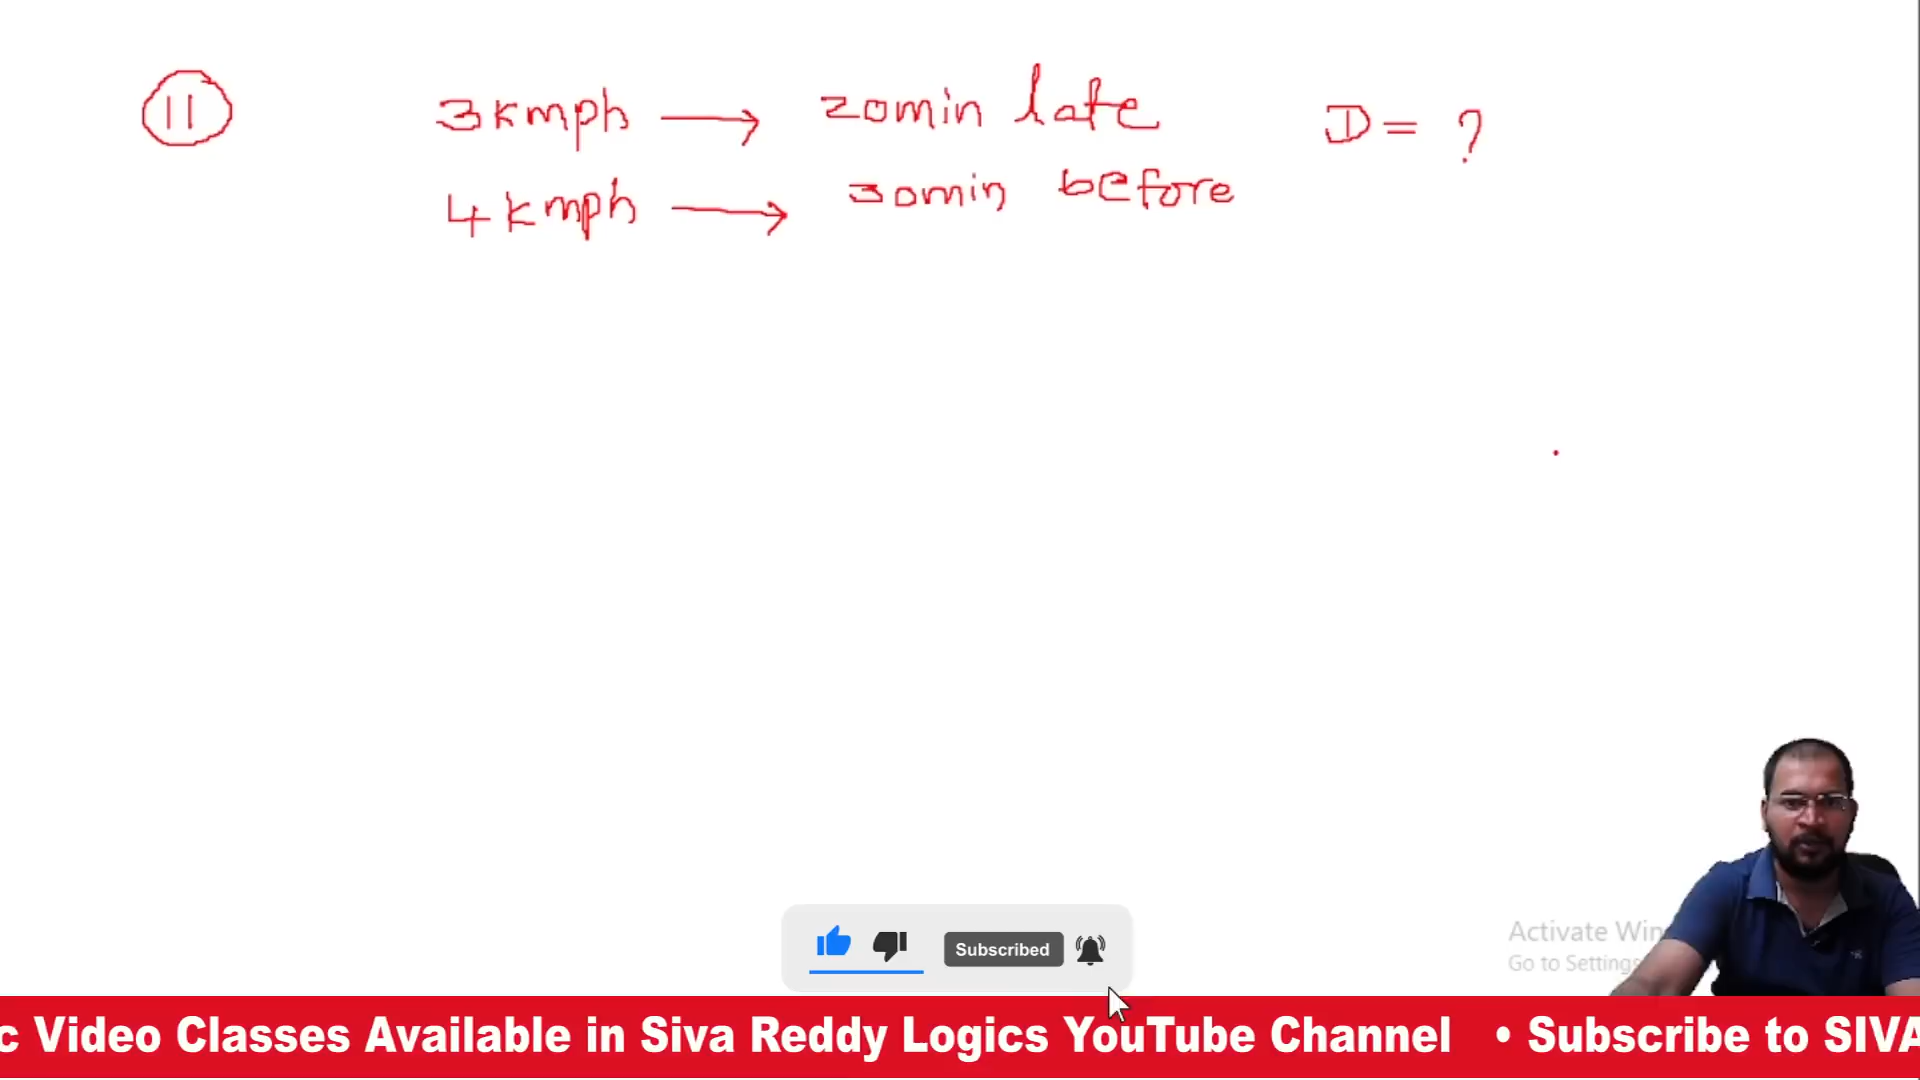 11 3kmph → 20min late D = ?
4kmph → 30min before
Subscribed
Activate Win
Go to Settings
c Video Classes Available in Siva Reddy Logics YouTube Channel • Subscribe to SIVA